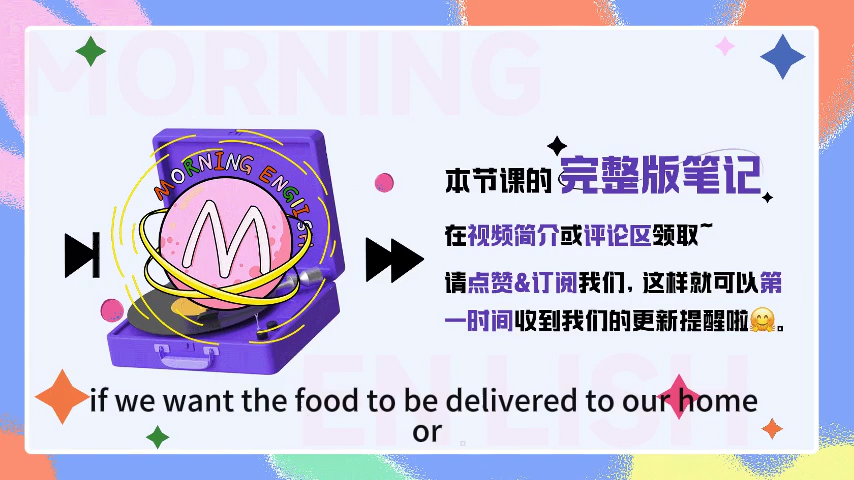 MORNING
MORNING ENGLISH
M
本节课的 完整版笔记
在视频简介或评论区领取~
请点赞&订阅我们，这样就可以第
一时间收到我们的更新提醒啦🤗。
EN LISH
if we want the food to be delivered to our home
or